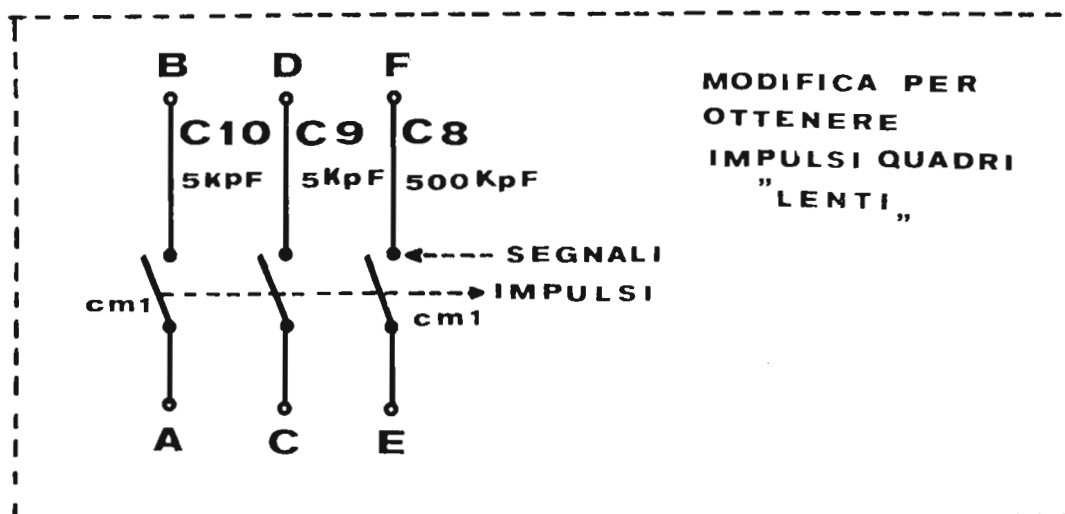 B D F
MODIFICA PER
OTTENERE
IMPULSI QUADRI
"LENTI„
C10 C9 C8
5KpF 5KpF 500KpF
SEGNALI
IMPULSI
cm1 cm1
A C E